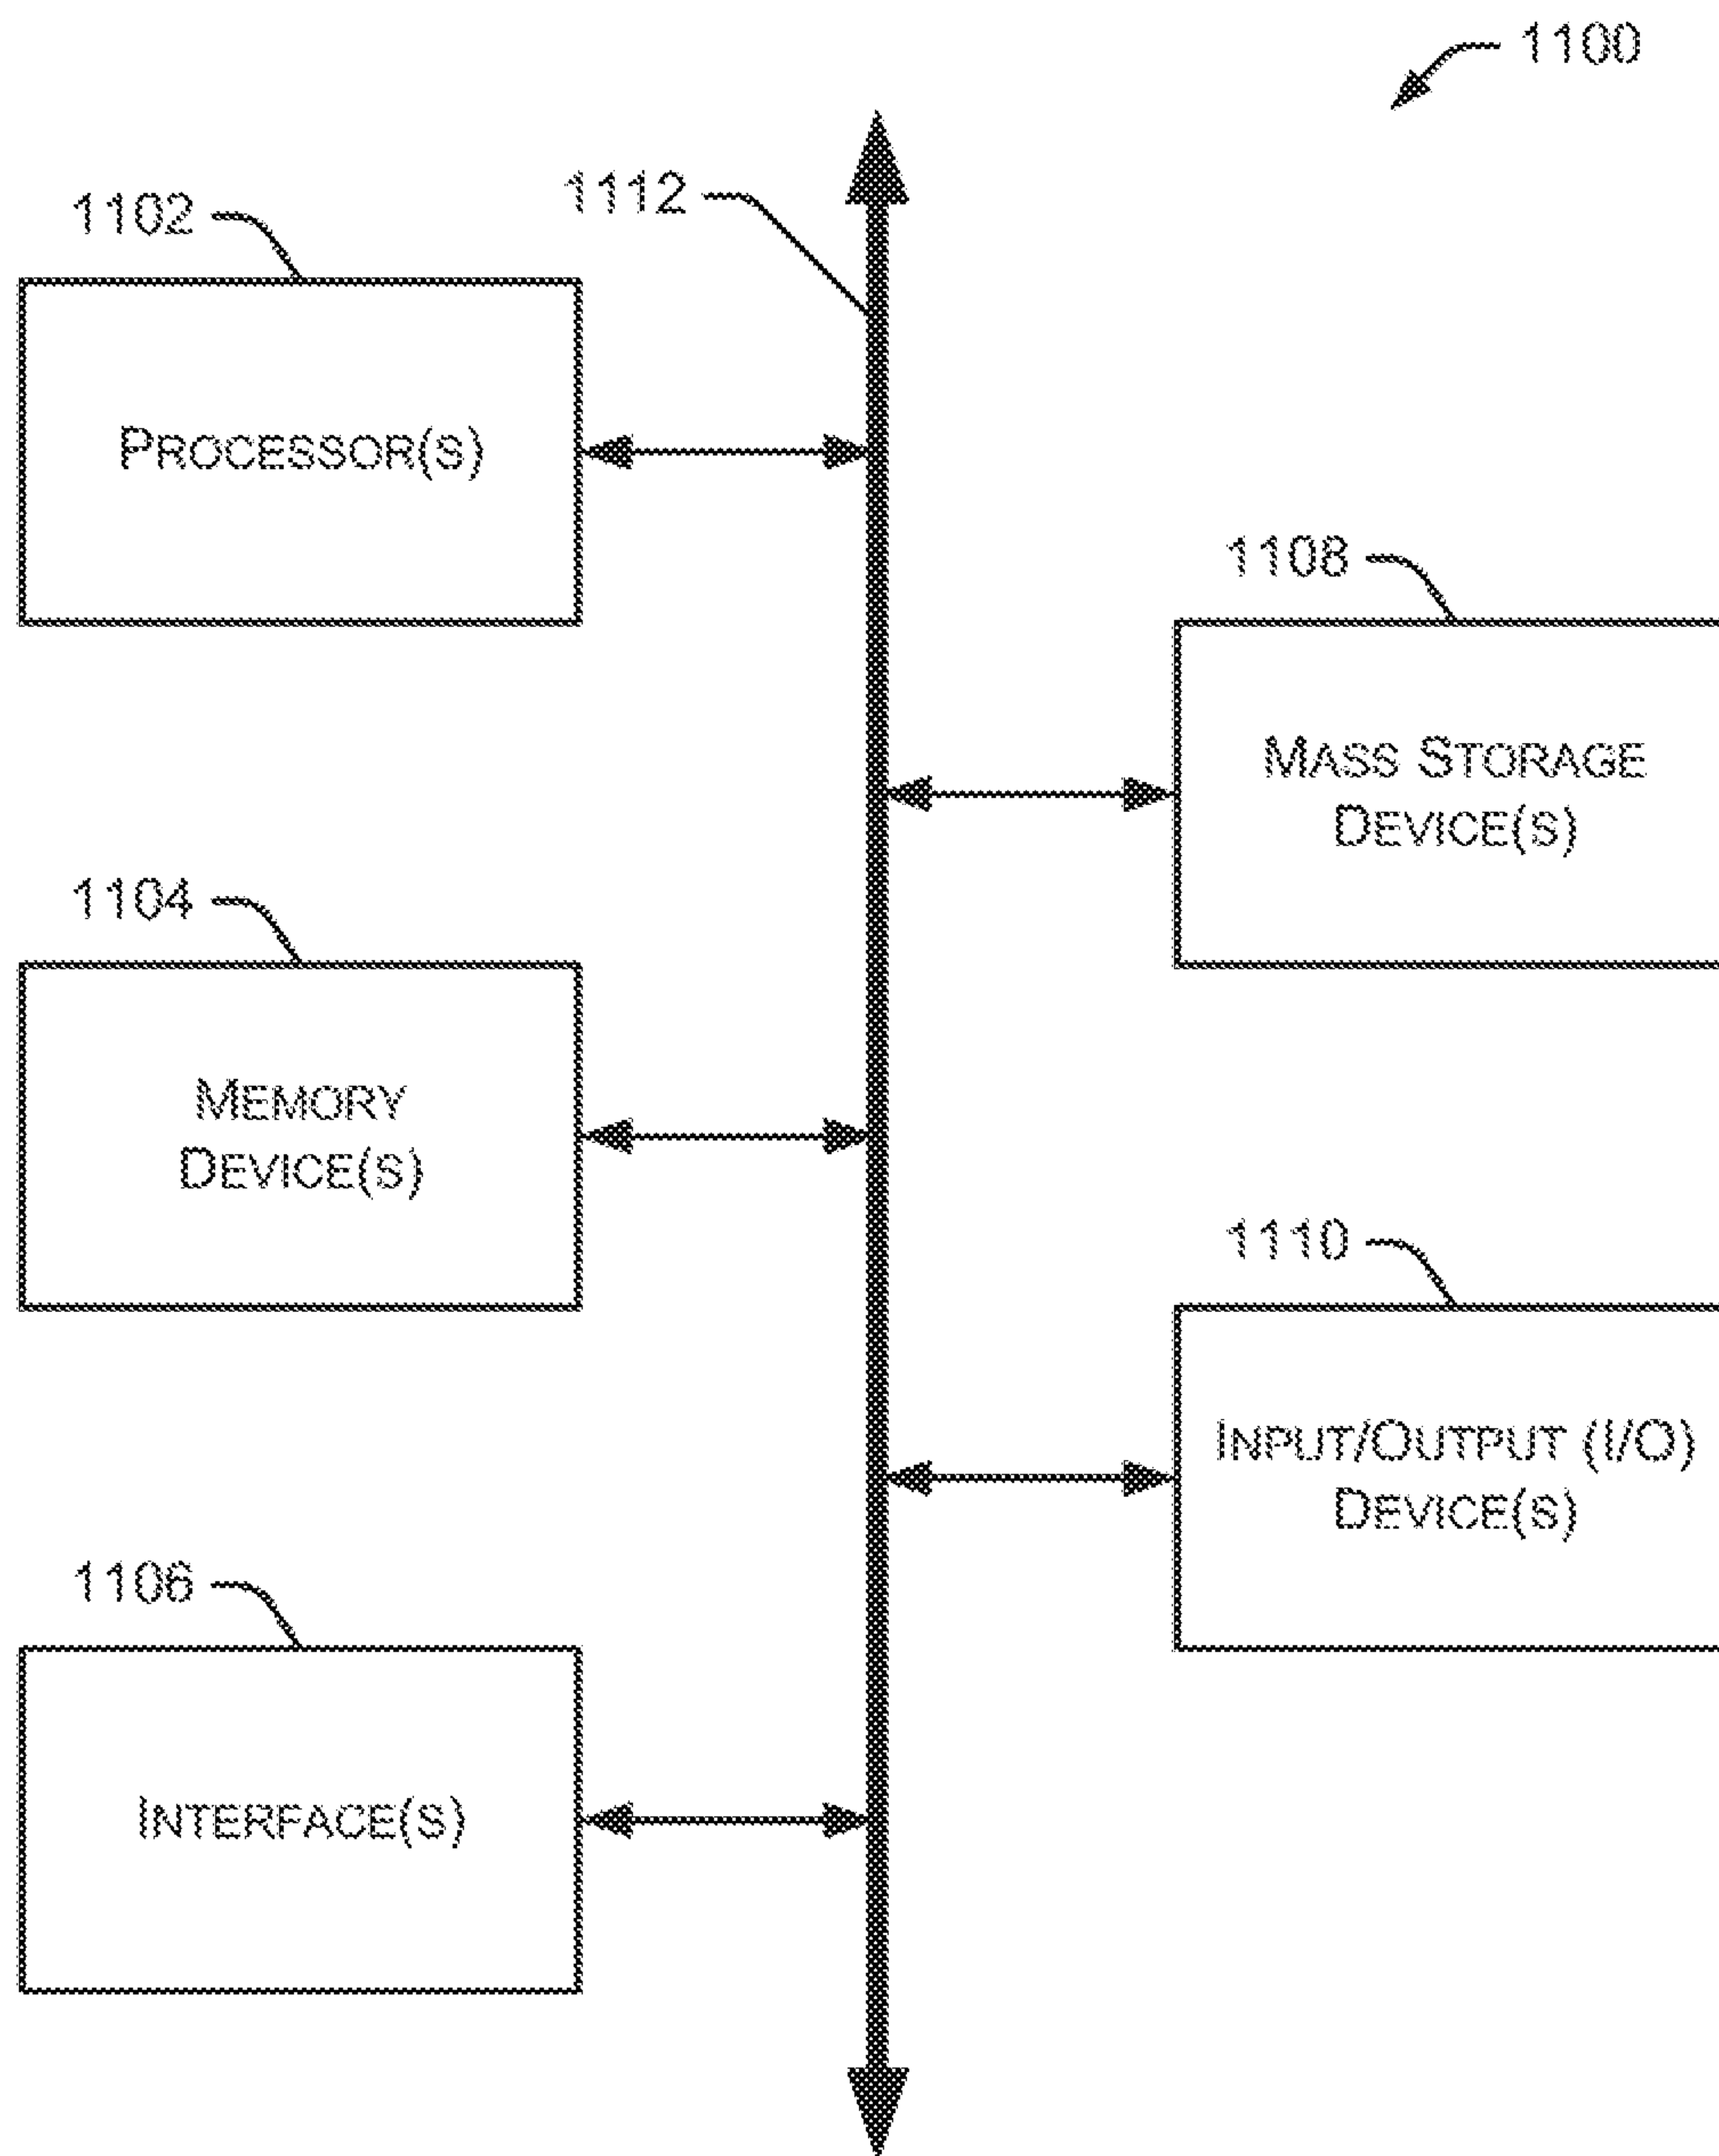 1100
1112
1102
PROCESSOR(S)
1108
MASS STORAGE
DEVICE(S)
1104
MEMORY
DEVICE(S)
1110
INPUT/OUTPUT (I/O)
DEVICE(S)
1106
INTERFACE(S)